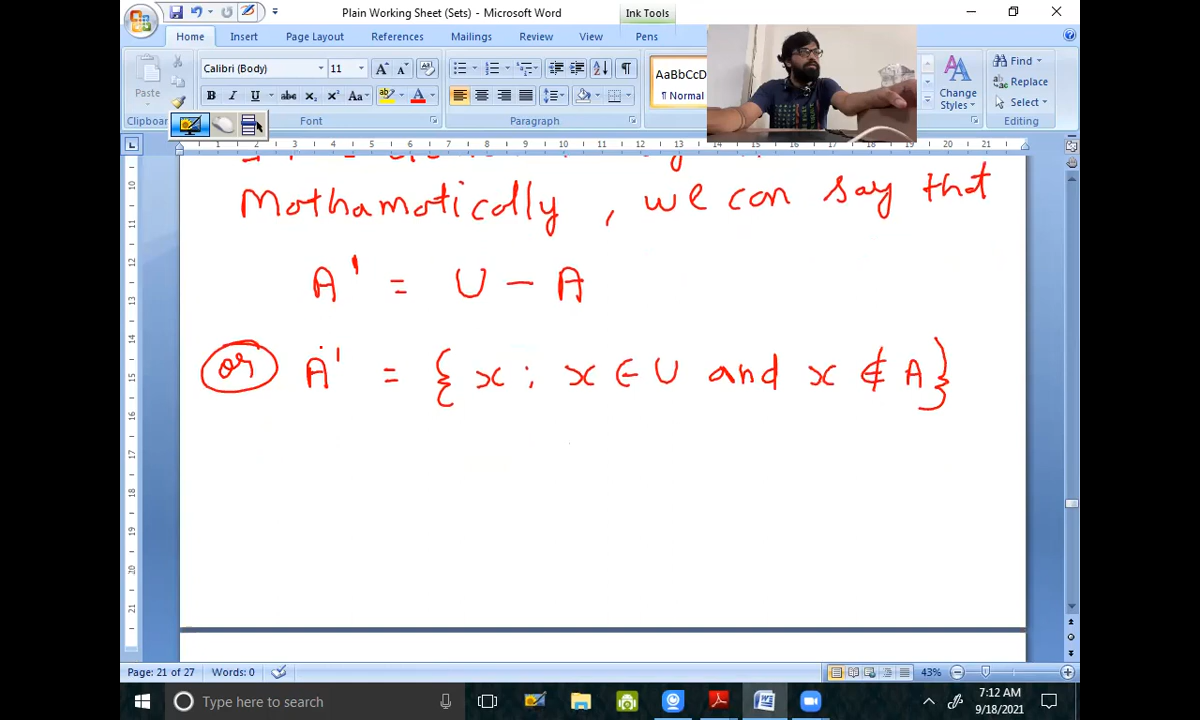 Plain Working Sheet (Sets) - Microsoft Word
Ink Tools
Home Insert Page Layout References Mailings Review View Pens
Calibri (Body) 11
AaBbCcD
¶ Normal
Paste
Change Styles
Find
Replace
Select
Clipboa
Font
Paragraph
Editing
Mothamotically, we can say that
A' = U - A
or A' = { x : x ∈ U and x ∉ A}
Page: 21 of 27 Words: 0 43%
Type here to search
7:12 AM
9/18/2021